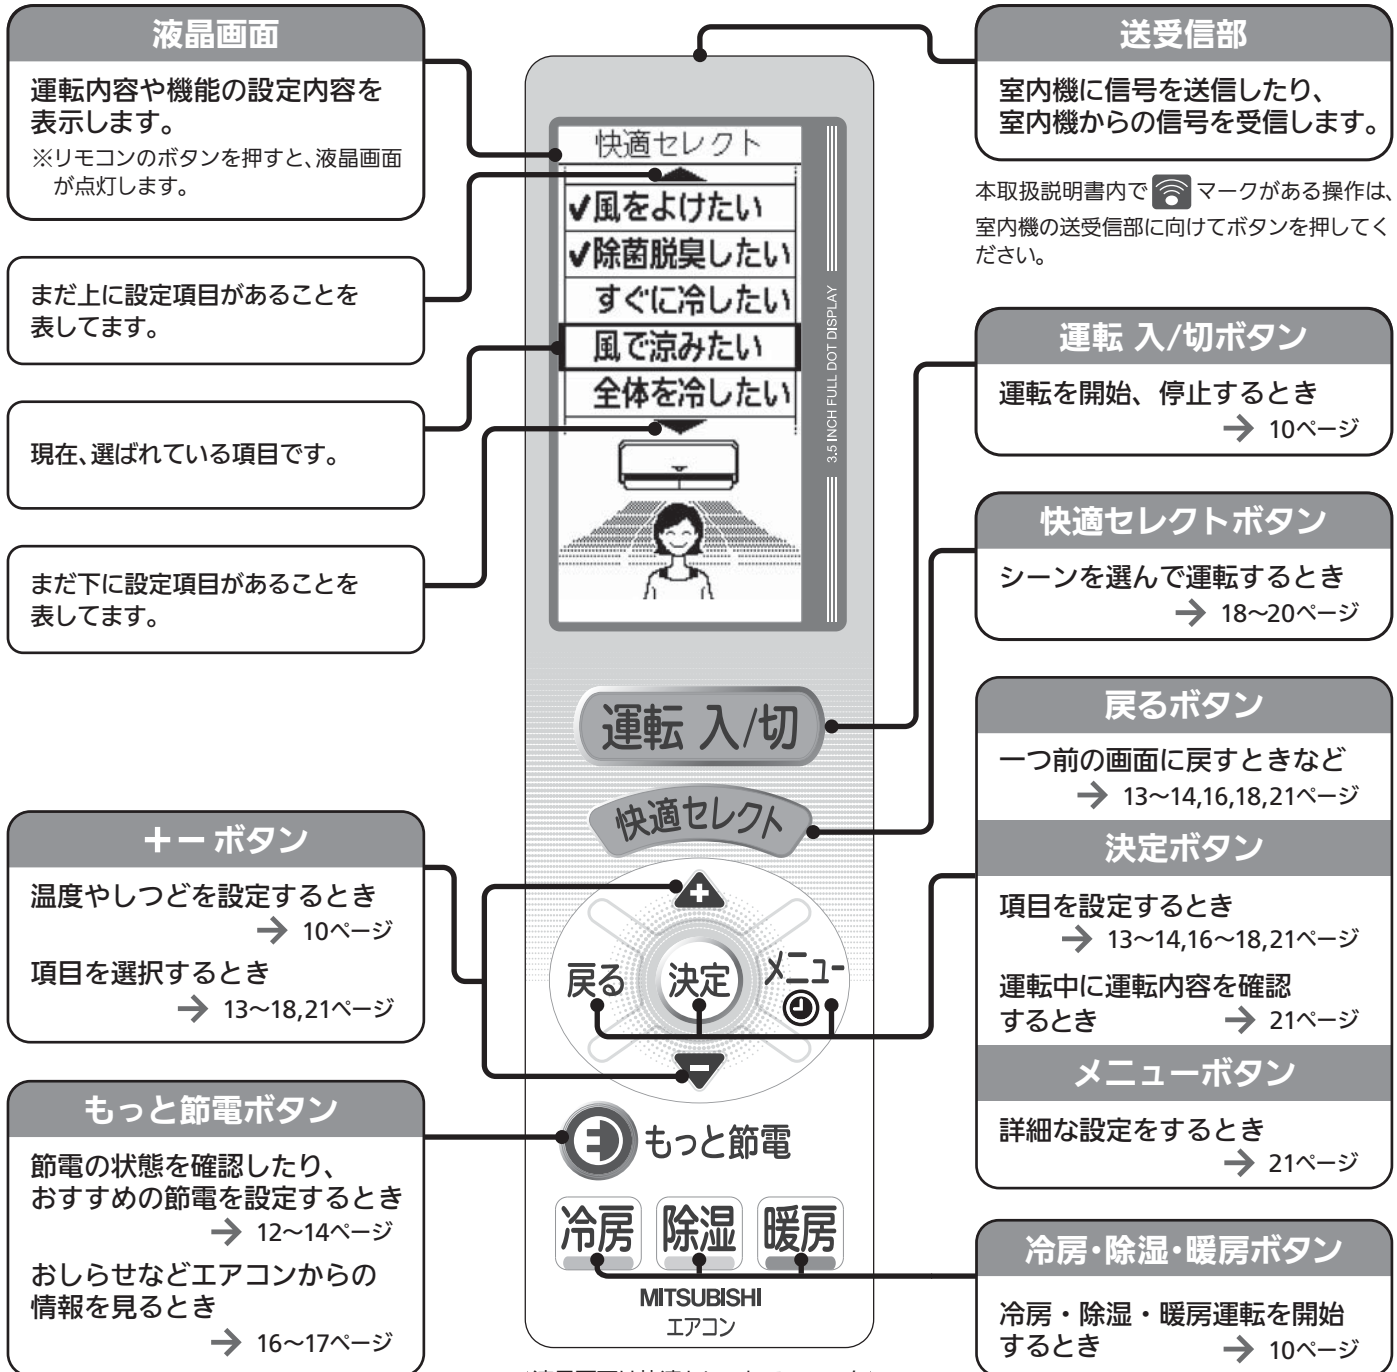 液晶画面
運転内容や機能の設定内容を
表示します。
※リモコンのボタンを押すと、液晶画面
が点灯します。
まだ上に設定項目があることを
表してます。
現在、選ばれている項目です。
まだ下に設定項目があることを
表してます。
+ー ボタン
温度やしつどを設定するとき
→ 10ページ
項目を選択するとき
→ 13〜18,21ページ
もっと節電ボタン
節電の状態を確認したり、
おすすめの節電を設定するとき
→ 12〜14ページ
おしらせなどエアコンからの
情報を見るとき
→ 16〜17ページ
快適セレクト
✔風をよけたい
✔除菌脱臭したい
すぐに冷したい
風で涼みたい
全体を冷したい
3.5 INCH FULL DOT DISPLAY
運転 入/切
快適セレクト
+
戻る
決定
メニュー
-
もっと節電
冷房
除湿
暖房
MITSUBISHI
エアコン
送受信部
室内機に信号を送信したり、
室内機からの信号を受信します。
本取扱説明書内で マークがある操作は、
室内機の送受信部に向けてボタンを押してく
ださい。
運転 入/切ボタン
運転を開始、停止するとき
→ 10ページ
快適セレクトボタン
シーンを選んで運転するとき
→ 18〜20ページ
戻るボタン
一つ前の画面に戻すときなど
→ 13〜14,16,18,21ページ
決定ボタン
項目を設定するとき
→ 13〜14,16〜18,21ページ
運転中に運転内容を確認
するとき → 21ページ
メニューボタン
詳細な設定をするとき
→ 21ページ
冷房・除湿・暖房ボタン
冷房・除湿・暖房運転を開始
するとき → 10ページ